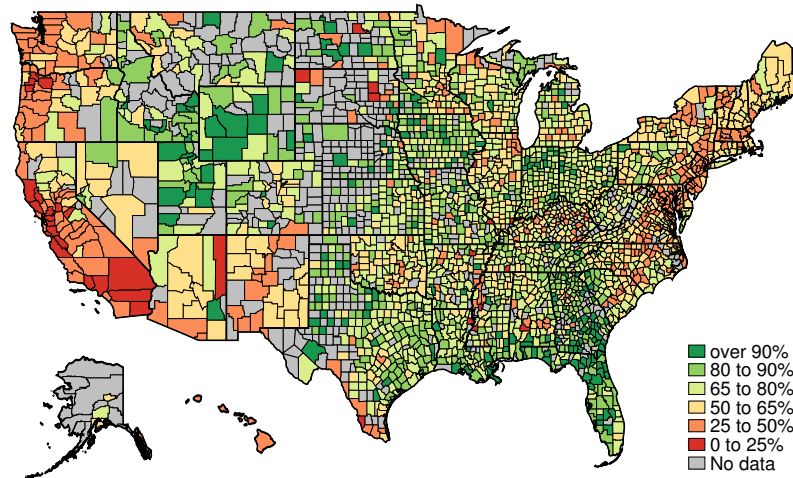 over 90%
80 to 90%
65 to 80%
50 to 65%
25 to 50%
0 to 25%
No data